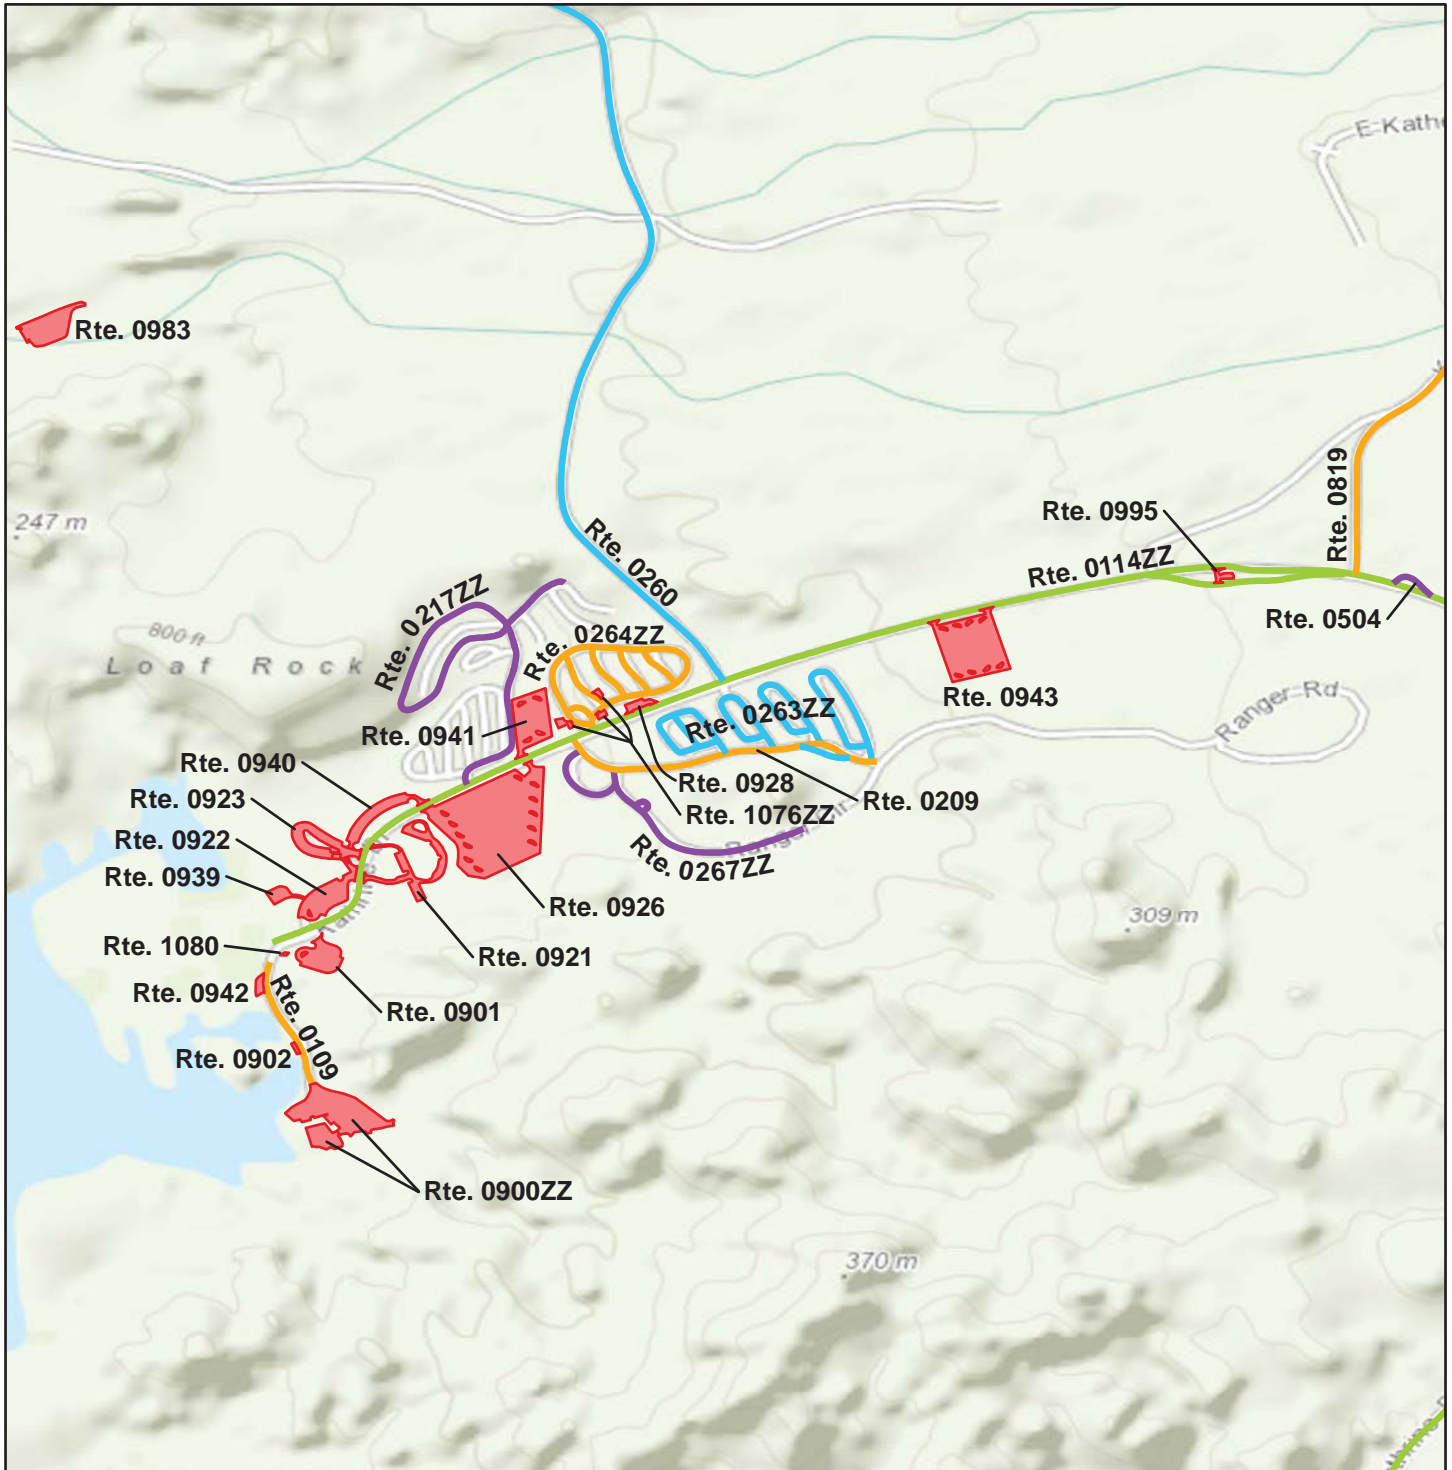 E Kathe
Rte. 0983
Rte. 0819
Rte. 0995
247 m
Rte. 0260
Rte. 0114ZZ
Rte. 0217ZZ
Rte. 0504
800 ft
Rte. 0264ZZ
Loaf Rock
Rte. 0943
Ranger Rd
Rte. 0263ZZ
Rte. 0941
Rte. 0940
Rte. 0928
Rte. 0923
Rte. 0209
Rte. 1076ZZ
Rte. 0922
Rte. 0267ZZ
Rte. 0939
Rte. 0926
309 m
Rte. 1080
Rte. 0921
Rte. 0942
Rte. 0109
Rte. 0901
Rte. 0902
Rte. 0900ZZ
370 m